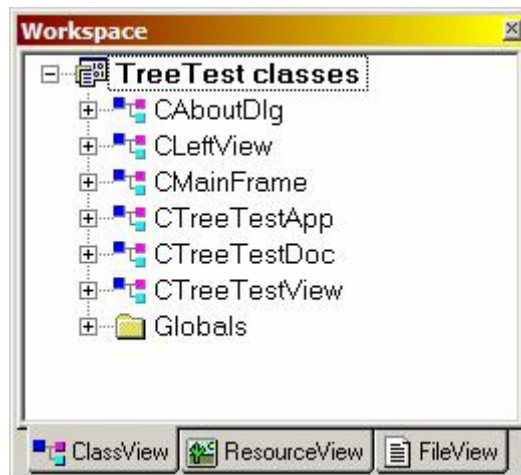 Workspace
TreeTest classes
CAboutDlg
CLeftView
CMainFrame
CTreeTestApp
CTreeTestDoc
CTreeTestView
Globals
ClassView ResourceView FileView